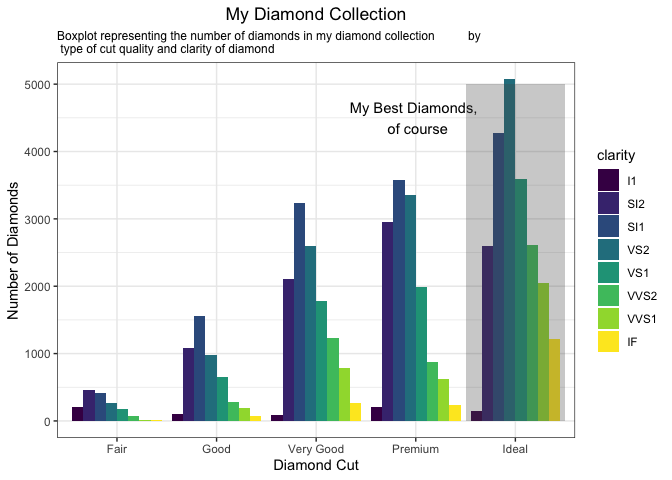 My Diamond Collection
Boxplot representing the number of diamonds in my diamond collection by
type of cut quality and clarity of diamond
My Best Diamonds,
of course
Number of Diamonds
5000
4000
3000
2000
1000
0
Fair Good Very Good Premium Ideal
Diamond Cut
clarity
I1
SI2
SI1
VS2
VS1
VVS2
VVS1
IF